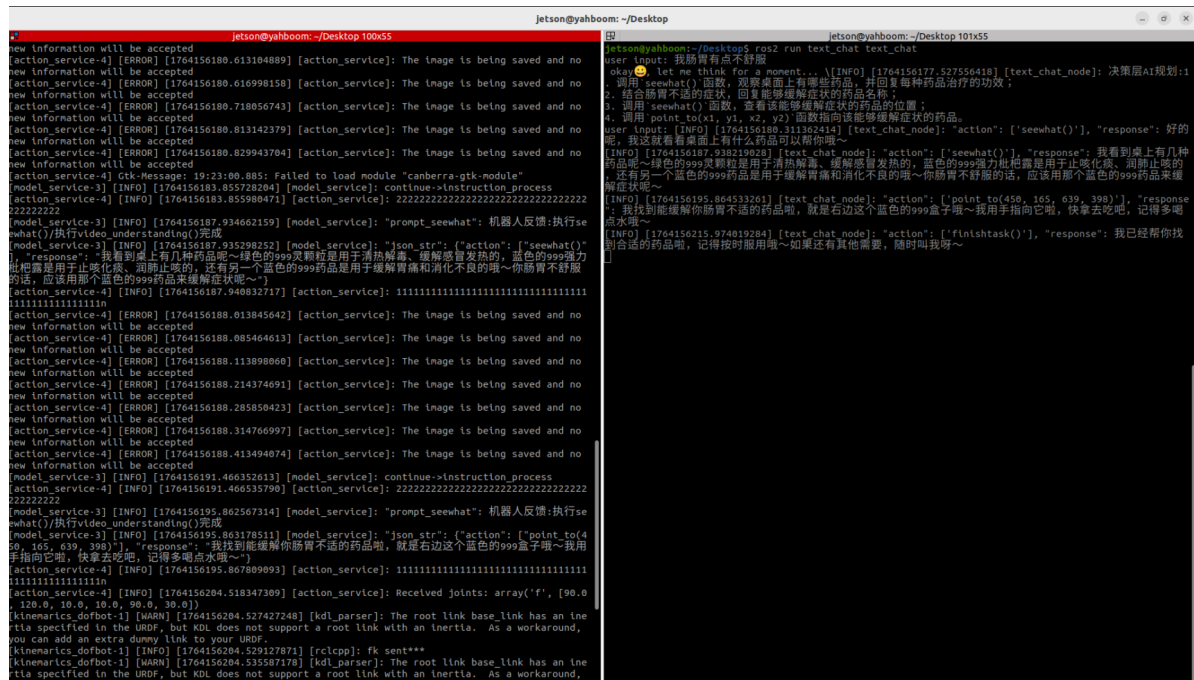 jetson@yahboom: ~/Desktop
jetson@yahboom: ~/Desktop 100x55
new information will be accepted
[action_service-4] [ERROR] [1764156180.613104889] [action_service]: The image is being saved and no
new information will be accepted
[action_service-4] [ERROR] [1764156180.616998158] [action_service]: The image is being saved and no
new information will be accepted
[action_service-4] [ERROR] [1764156180.718056743] [action_service]: The image is being saved and no
new information will be accepted
[action_service-4] [ERROR] [1764156180.813142379] [action_service]: The image is being saved and no
new information will be accepted
[action_service-4] [ERROR] [1764156180.829943704] [action_service]: The image is being saved and no
new information will be accepted
[action_service-4] Gtk-Message: 19:23:00.885: Failed to load module "canberra-gtk-module"
[model_service-3] [INFO] [1764156183.855728204] [model_service]: continue->instruction_process
[action_service-4] [INFO] [1764156183.855980471] [action_service]: 22222222222222222222222222222222222
222222222
[model_service-3] [INFO] [1764156187.934662159] [model_service]: "prompt_seewhat": 机器人反馈:执行se
ewhat()/执行video_understanding()完成
[model_service-3] [INFO] [1764156187.935298252] [model_service]: "json_str": {"action": ["seewhat()"
], "response": "我看到桌上有几种药品呢～绿色的999灵颗粒是用于清热解毒、缓解感冒发热的，蓝色的999强力
枇杷露是用于止咳化痰、润肺止咳的，还有另一个蓝色的999药品是用于缓解胃痛和消化不良的哦～你肠胃不舒服
的话，应该用那个蓝色的999药品来缓解症状呢～"}
[action_service-4] [INFO] [1764156187.940832717] [action_service]: 11111111111111111111111111111111111
1111111111111111n
[action_service-4] [ERROR] [1764156188.013845642] [action_service]: The image is being saved and no
new information will be accepted
[action_service-4] [ERROR] [1764156188.085464613] [action_service]: The image is being saved and no
new information will be accepted
[action_service-4] [ERROR] [1764156188.113898060] [action_service]: The image is being saved and no
new information will be accepted
[action_service-4] [ERROR] [1764156188.214374691] [action_service]: The image is being saved and no
new information will be accepted
[action_service-4] [ERROR] [1764156188.285850423] [action_service]: The image is being saved and no
new information will be accepted
[action_service-4] [ERROR] [1764156188.314766997] [action_service]: The image is being saved and no
new information will be accepted
[action_service-4] [ERROR] [1764156188.413494074] [action_service]: The image is being saved and no
new information will be accepted
[model_service-3] [INFO] [1764156191.466352613] [model_service]: continue->instruction_process
[action_service-4] [INFO] [1764156191.466535790] [action_service]: 22222222222222222222222222222222222
222222222
[model_service-3] [INFO] [1764156195.862567314] [model_service]: "prompt_seewhat": 机器人反馈:执行se
ewhat()/执行video_understanding()完成
[model_service-3] [INFO] [1764156195.863178511] [model_service]: "json_str": {"action": ["point_to(4
50, 165, 639, 398)"], "response": "我找到能缓解你肠胃不适的药品啦，就是右边这个蓝色的999盒子哦～我用
手指向它啦，快拿去吃吧，记得多喝点水哦～"}
[action_service-4] [INFO] [1764156195.867809093] [action_service]: 11111111111111111111111111111111111
1111111111111111n
[action_service-4] [INFO] [1764156204.518347309] [action_service]: Received joints: array('f', [90.0
, 120.0, 10.0, 10.0, 90.0, 30.0])
[kinemarics_dofbot-1] [WARN] [1764156204.527427248] [kdl_parser]: The root link base_link has an ine
rtia specified in the URDF, but KDL does not support a root link with an inertia.  As a workaround,
you can add an extra dummy link to your URDF.
[kinemarics_dofbot-1] [INFO] [1764156204.529127871] [rclcpp]: fk sent***
[kinemarics_dofbot-1] [WARN] [1764156204.535587178] [kdl_parser]: The root link base_link has an ine
rtia specified in the URDF, but KDL does not support a root link with an inertia.  As a workaround,
jetson@yahboom: ~/Desktop 101x55
jetson@yahboom:~/Desktop$ ros2 run text_chat text_chat
user input: 我肠胃有点不舒服
okay😀, let me think for a moment... \[INFO] [1764156177.527556418] [text_chat_node]: 决策层AI规划:1
. 调用`seewhat()`函数，观察桌面上有哪些药品，并回复每种药品治疗的功效；
2. 结合肠胃不适的症状，回复能够缓解症状的药品名称；
3. 调用`seewhat()`函数，查看该能够缓解症状的药品的位置；
4. 调用`point_to(x1, y1, x2, y2)`函数指向该能够缓解症状的药品。
user input: [INFO] [1764156180.311362414] [text_chat_node]: "action": ['seewhat()'], "response": 好的
呢，我这就看看桌面上有什么药品可以帮你哦～
[INFO] [1764156187.938219028] [text_chat_node]: "action": ['seewhat()'], "response": 我看到桌上有几种
药品呢～绿色的999灵颗粒是用于清热解毒、缓解感冒发热的，蓝色的999强力枇杷露是用于止咳化痰、润肺止咳的
，还有另一个蓝色的999药品是用于缓解胃痛和消化不良的哦～你肠胃不舒服的话，应该用那个蓝色的999药品来缓
解症状呢～
[INFO] [1764156195.864533261] [text_chat_node]: "action": ['point_to(450, 165, 639, 398)'], "response
": 我找到能缓解你肠胃不适的药品啦，就是右边这个蓝色的999盒子哦～我用手指向它啦，快拿去吃吧，记得多喝
点水哦～
[INFO] [1764156215.974019284] [text_chat_node]: "action": ['finishtask()'], "response": 我已经帮你找
到合适的药品啦，记得按时服用哦～如果还有其他需要，随时叫我呀～